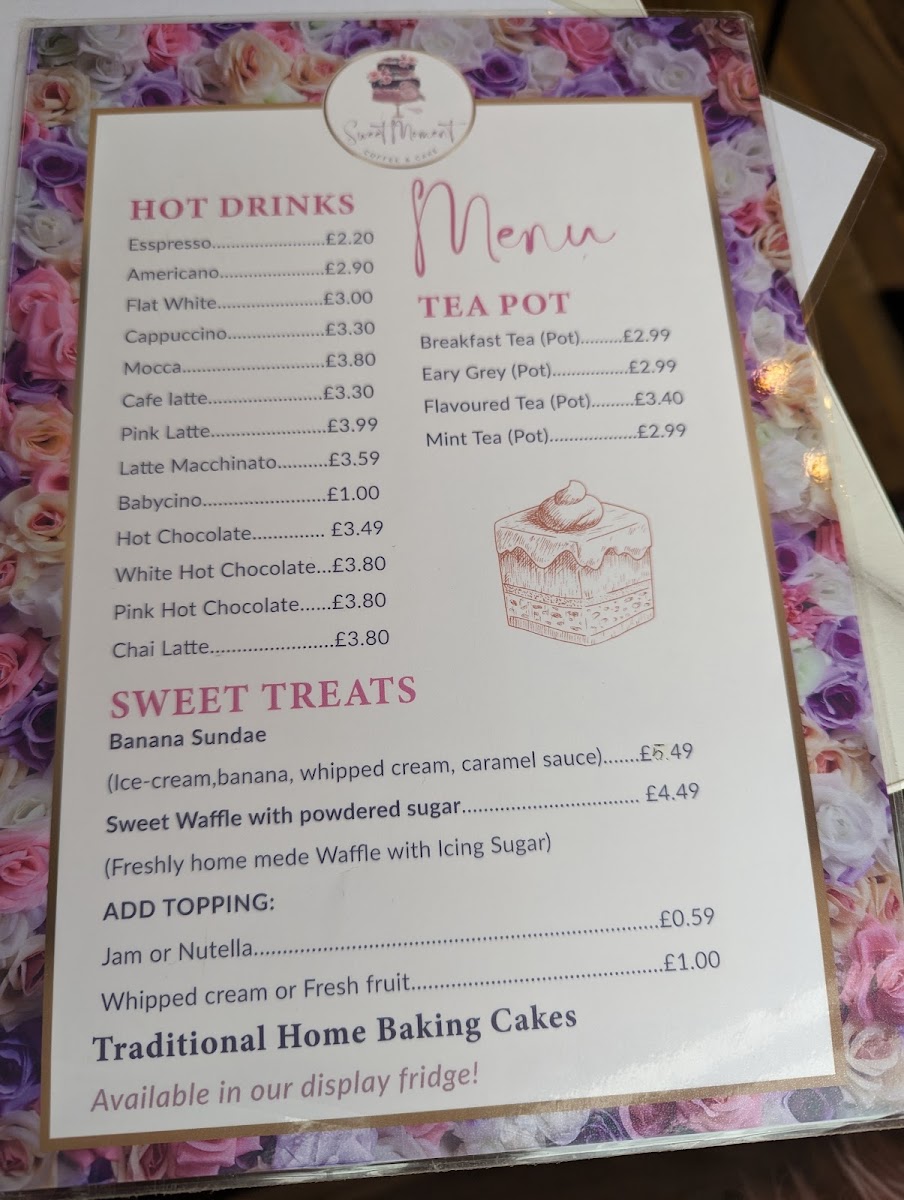 Sweet Moment
COFFEE & CAKE
Menu
HOT DRINKS
Esspresso........................£2.20
Americano......................£2.90
Flat White......................£3.00
Cappuccino....................£3.30
Mocca.............................£3.80
Cafe latte.......................£3.30
Pink Latte.......................£3.99
Latte Macchinato..........£3.59
Babycino.........................£1.00
Hot Chocolate.............. £3.49
White Hot Chocolate...£3.80
Pink Hot Chocolate......£3.80
Chai Latte.......................£3.80
TEA POT
Breakfast Tea (Pot).........£2.99
Eary Grey (Pot)................£2.99
Flavoured Tea (Pot).........£3.40
Mint Tea (Pot)..................£2.99
SWEET TREATS
Banana Sundae
(Ice-cream,banana, whipped cream, caramel sauce)......£5.49
Sweet Waffle with powdered sugar.................................. £4.49
(Freshly home mede Waffle with Icing Sugar)
ADD TOPPING:
Jam or Nutella..................................................................£0.59
Whipped cream or Fresh fruit..........................................£1.00
Traditional Home Baking Cakes
Available in our display fridge!